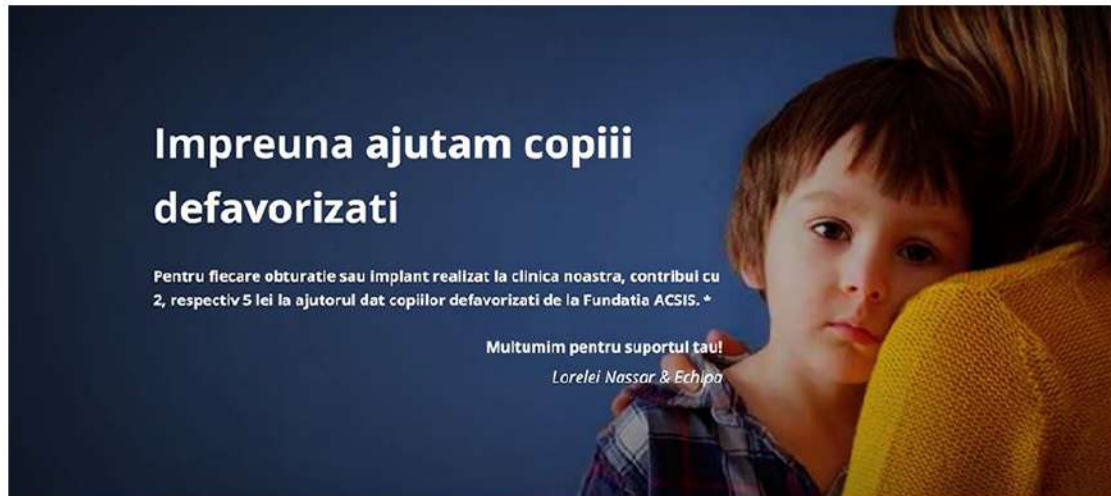 Impreuna ajutam copiii
defavorizati
Pentru fiecare obturatie sau implant realizat la clinica noastra, contribui cu
2, respectiv 5 lei la ajutorul dat copiilor defavorizati de la Fundatia ACSIS. *
Multumim pentru suportul tau!
Lorelei Nassar & Echipa